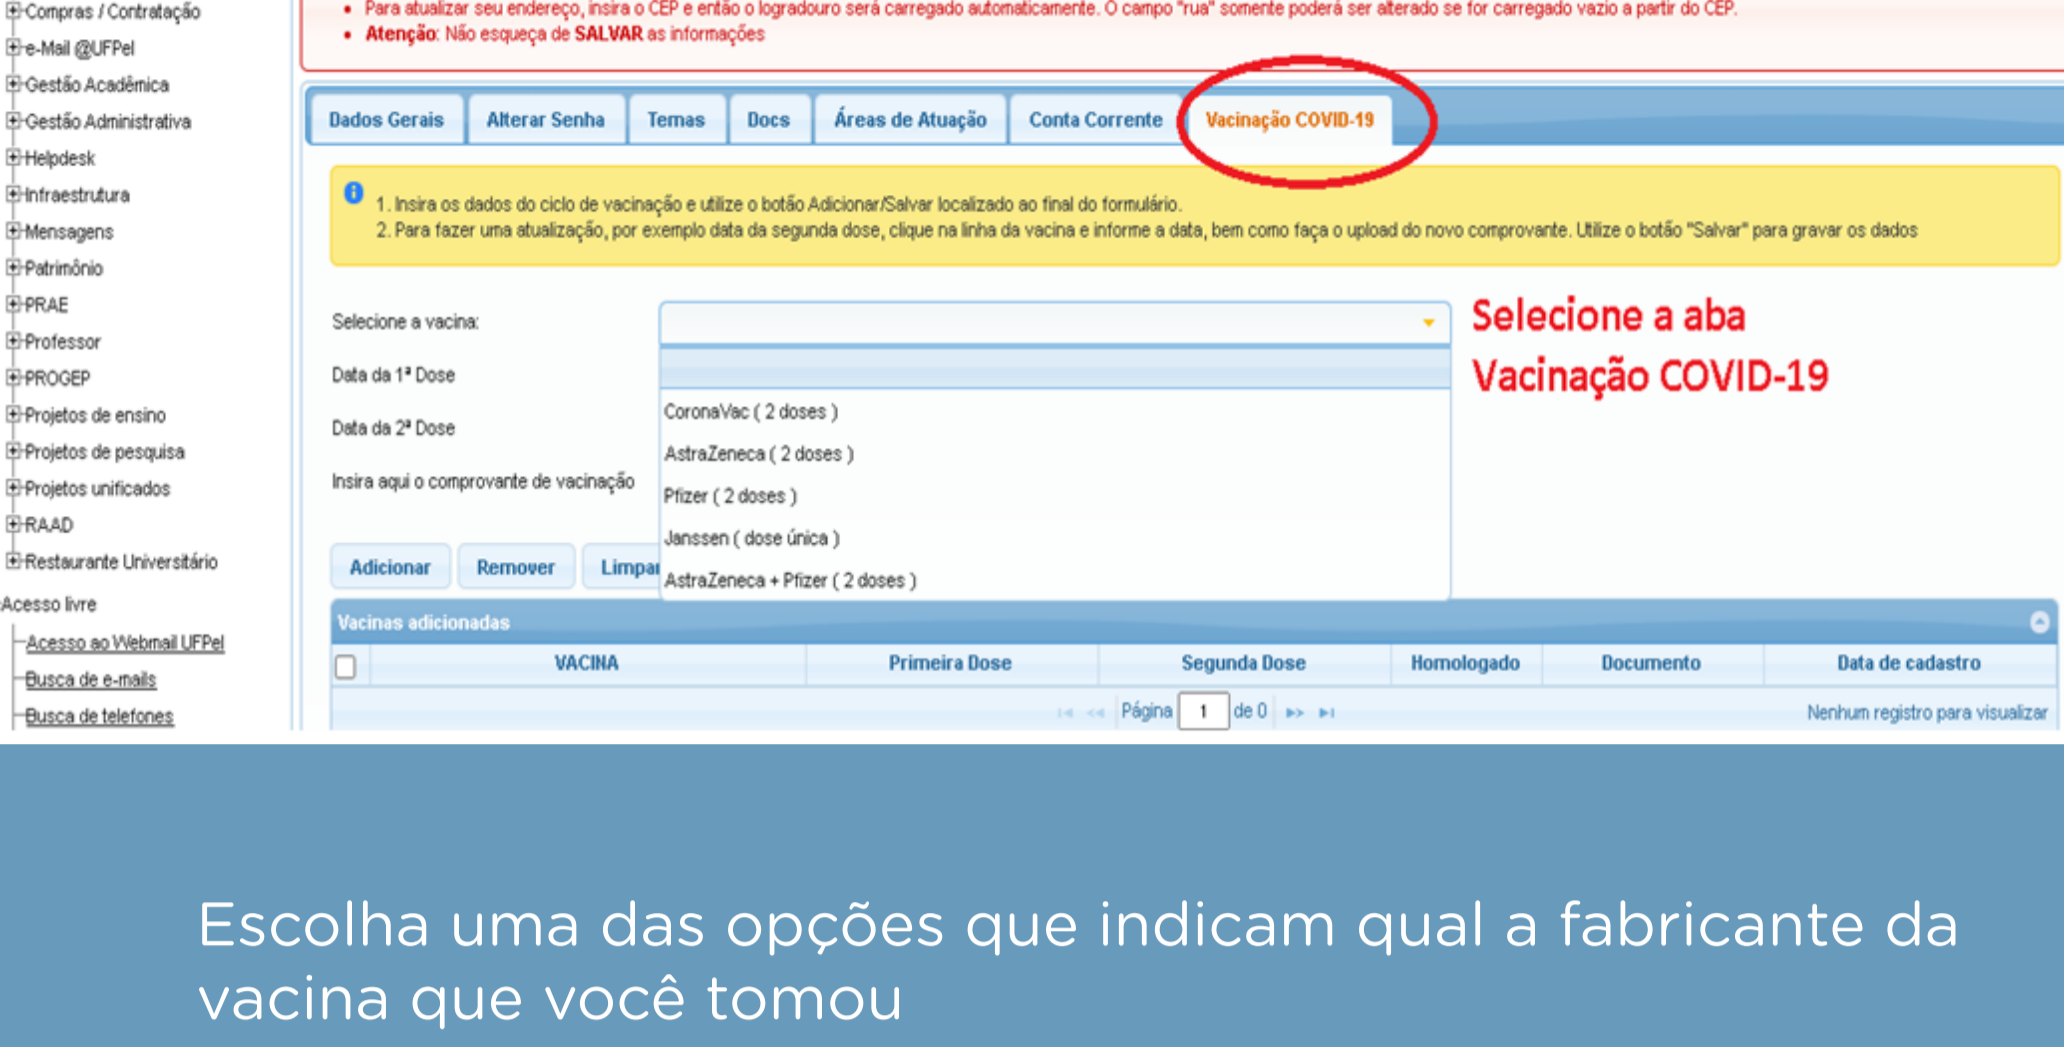 Compras / Contratação
e-Mail @UFPel
Gestão Acadêmica
Gestão Administrativa
Helpdesk
Infraestrutura
Mensagens
Patrimônio
PRAE
Professor
PROGEP
Projetos de ensino
Projetos de pesquisa
Projetos unificados
RAAD
Restaurante Universitário
Acesso livre
Acesso ao Webmail UFPel
Busca de e-mails
Busca de telefones
Para atualizar seu endereço, insira o CEP e então o logradouro será carregado automaticamente. O campo "rua" somente poderá ser alterado se for carregado vazio a partir do CEP.
Atenção: Não esqueça de SALVAR as informações
Dados Gerais Alterar Senha Temas Docs Áreas de Atuação Conta Corrente Vacinação COVID-19
1. Insira os dados do ciclo de vacinação e utilize o botão Adicionar/Salvar localizado ao final do formulário.
2. Para fazer uma atualização, por exemplo data da segunda dose, clique na linha da vacina e informe a data, bem como faça o upload do novo comprovante. Utilize o botão "Salvar" para gravar os dados
Selecione a vacina:
Data da 1ª Dose
Data da 2ª Dose
Insira aqui o comprovante de vacinação
CoronaVac ( 2 doses )
AstraZeneca ( 2 doses )
Pfizer ( 2 doses )
Janssen ( dose única )
AstraZeneca + Pfizer ( 2 doses )
Selecione a aba
Vacinação COVID-19
Adicionar Remover Limpar
Vacinas adicionadas
VACINA Primeira Dose Segunda Dose Homologado Documento Data de cadastro
Página 1 de 0 Nenhum registro para visualizar
Escolha uma das opções que indicam qual a fabricante da
vacina que você tomou